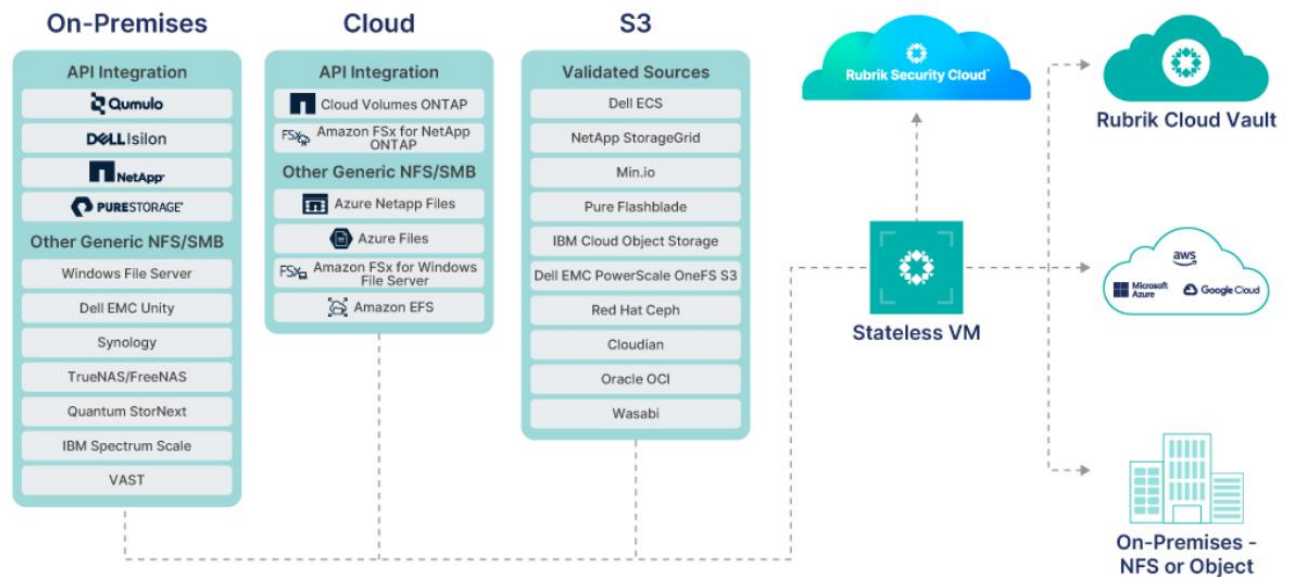 On-Premises
API Integration
Qumulo
DELL Isilon
NetApp
PURESTORAGE
Other Generic NFS/SMB
Windows File Server
Dell EMC Unity
Synology
TrueNAS/FreeNAS
Quantum StorNext
IBM Spectrum Scale
VAST
Cloud
API Integration
Cloud Volumes ONTAP
FSx Amazon FSx for NetApp
ONTAP
Other Generic NFS/SMB
Azure Netapp Files
Azure Files
FSx Amazon FSx for Windows
File Server
Amazon EFS
S3
Validated Sources
Dell ECS
NetApp StorageGrid
Min.io
Pure Flashblade
IBM Cloud Object Storage
Dell EMC PowerScale OneFS S3
Red Hat Ceph
Cloudian
Oracle OCI
Wasabi
Rubrik Security Cloud
Stateless VM
Rubrik Cloud Vault
aws
Microsoft
Azure
Google Cloud
On-Premises -
NFS or Object